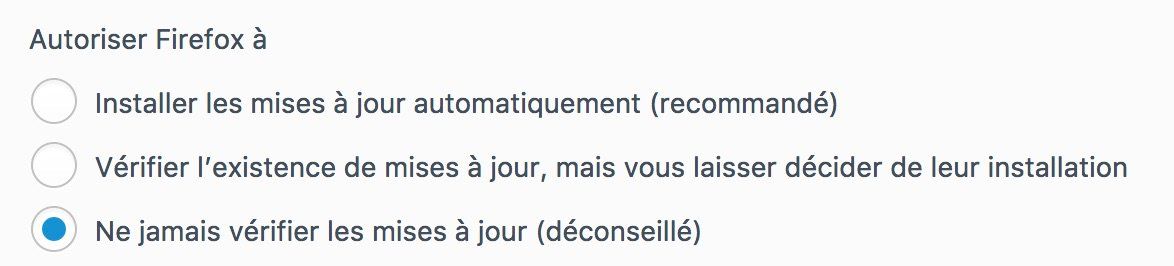 Autoriser Firefox à
Installer les mises à jour automatiquement (recommandé)
Vérifier l’existence de mises à jour, mais vous laisser décider de leur installation
Ne jamais vérifier les mises à jour (déconseillé)